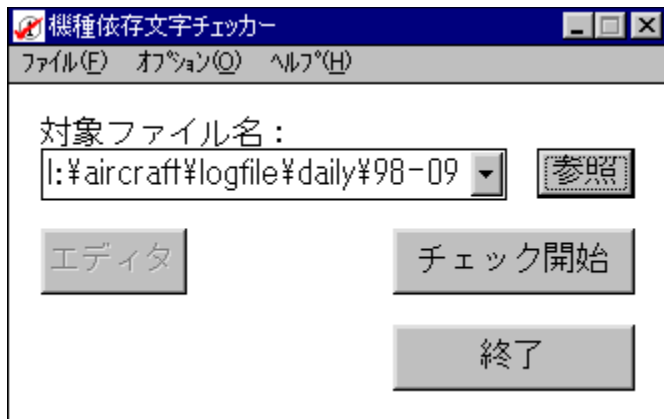 機種依存文字チェッカー
ﾌｧｲﾙ(F) ｵﾌﾟｼｮﾝ(O) ﾍﾙﾌﾟ(H)
対象ファイル名：
I:¥aircraft¥logfile¥daily¥98-09
参照
エディタ
チェック開始
終了